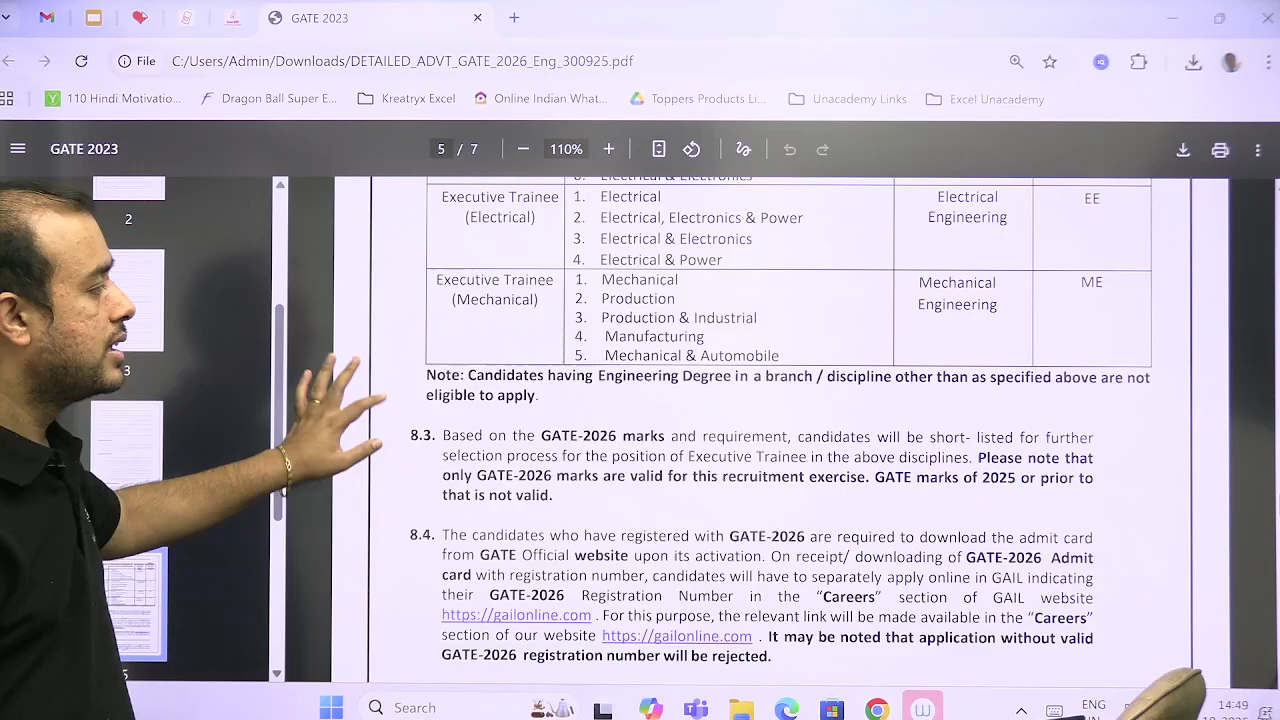 GATE 2023
File C:/Users/Admin/Downloads/DETAILED_ADVT_GATE_2026_Eng_300925.pdf
110 Hindi Motivatio... Dragon Ball Super E... Kreatryx Excel Online Indian What... Toppers Products Li... Unacademy Links Excel Unacademy
GATE 2023 5 / 7 110%
Executive Trainee (Electrical)
1. Electrical
2. Electrical, Electronics & Power
3. Electrical & Electronics
4. Electrical & Power
Electrical Engineering
EE
Executive Trainee (Mechanical)
1. Mechanical
2. Production
3. Production & Industrial
4. Manufacturing
5. Mechanical & Automobile
Mechanical Engineering
ME
Note: Candidates having Engineering Degree in a branch / discipline other than as specified above are not
eligible to apply.
8.3. Based on the GATE-2026 marks and requirement, candidates will be short- listed for further
selection process for the position of Executive Trainee in the above disciplines. Please note that
only GATE-2026 marks are valid for this recruitment exercise. GATE marks of 2025 or prior to
that is not valid.
8.4. The candidates who have registered with GATE-2026 are required to download the admit card
from GATE Official website upon its activation. On receipt/ downloading of GATE-2026 Admit
card with registration number, candidates will have to separately apply online in GAIL indicating
their GATE-2026 Registration Number in the “Careers” section of GAIL website
https://gailonline.com . For this purpose, the relevant link will be made available in the “Careers”
section of our website https://gailonline.com . It may be noted that application without valid
GATE-2026 registration number will be rejected.
2
3
Search
ENG
14:49